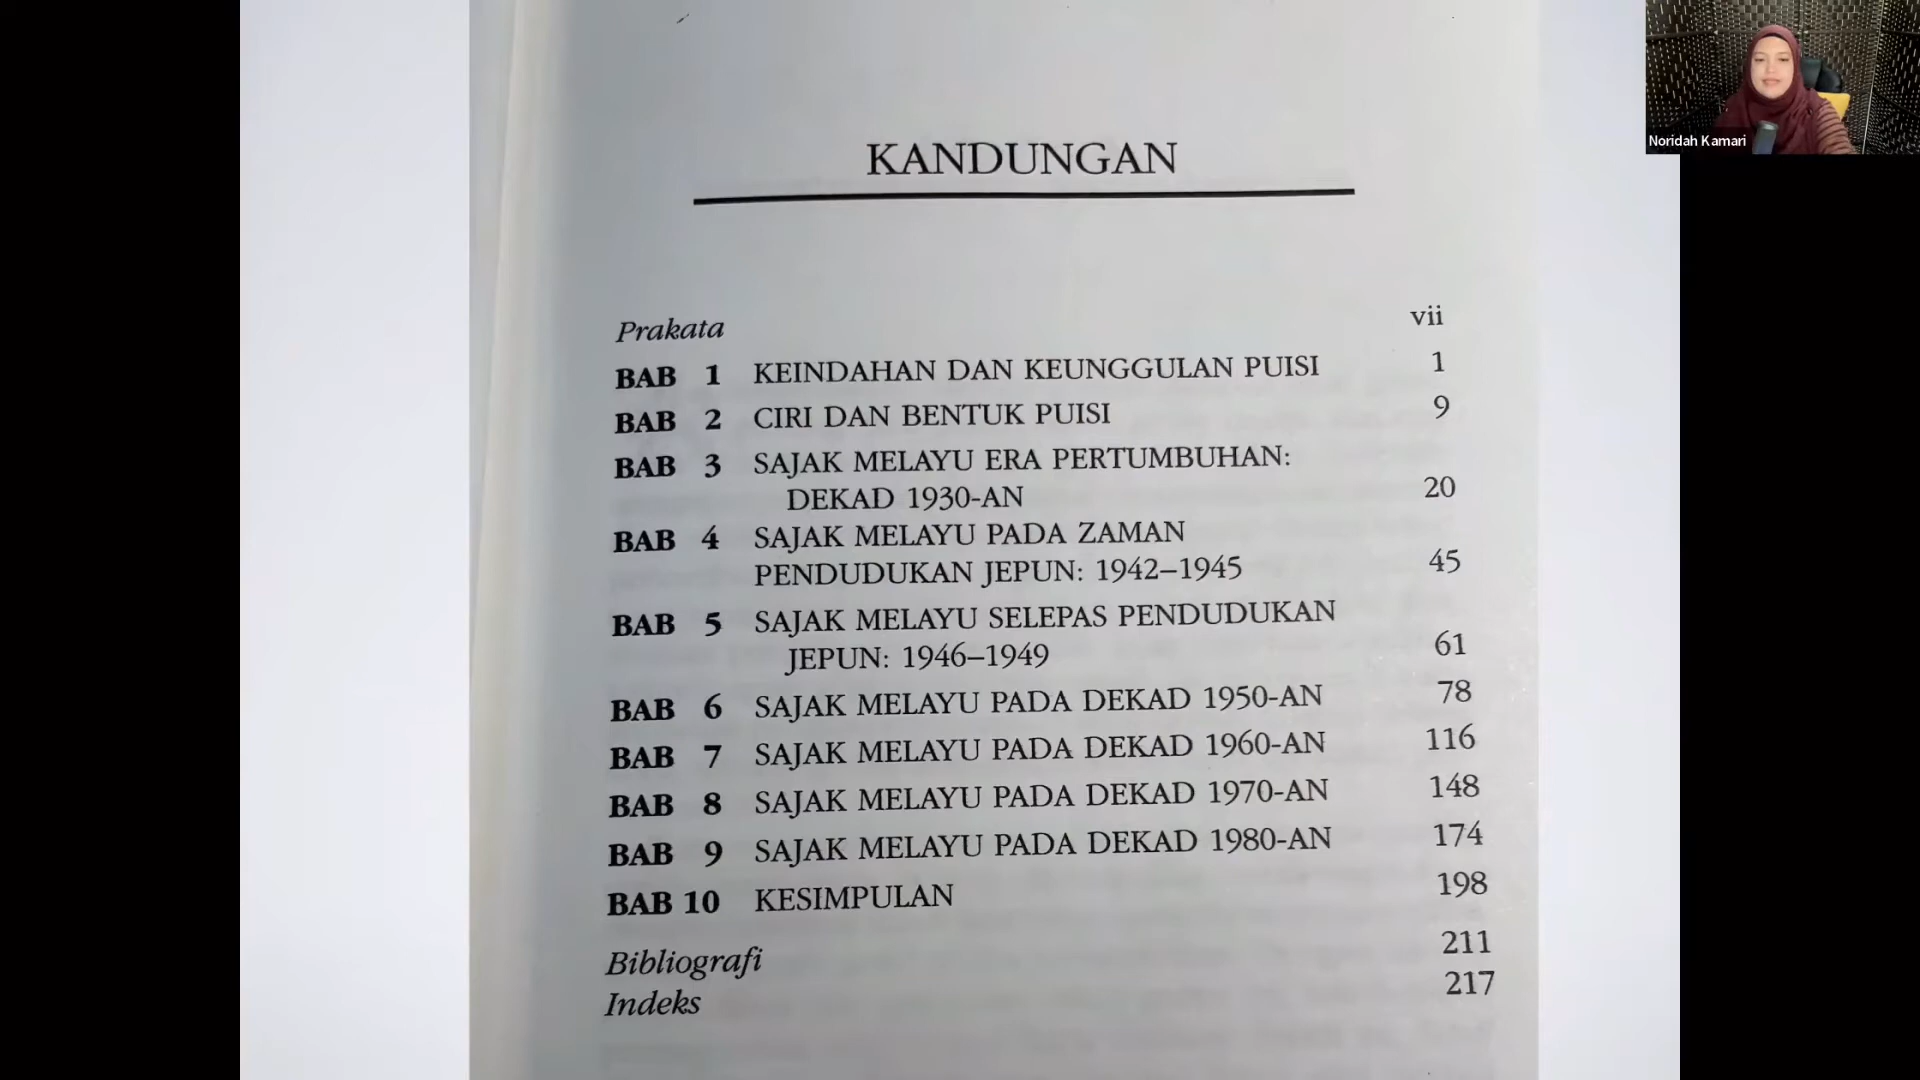 KANDUNGAN
Prakata vii
BAB 1 KEINDAHAN DAN KEUNGGULAN PUISI 1
BAB 2 CIRI DAN BENTUK PUISI 9
BAB 3 SAJAK MELAYU ERA PERTUMBUHAN:
DEKAD 1930-AN 20
BAB 4 SAJAK MELAYU PADA ZAMAN
PENDUDUKAN JEPUN: 1942–1945 45
BAB 5 SAJAK MELAYU SELEPAS PENDUDUKAN
JEPUN: 1946–1949 61
BAB 6 SAJAK MELAYU PADA DEKAD 1950-AN 78
BAB 7 SAJAK MELAYU PADA DEKAD 1960-AN 116
BAB 8 SAJAK MELAYU PADA DEKAD 1970-AN 148
BAB 9 SAJAK MELAYU PADA DEKAD 1980-AN 174
BAB 10 KESIMPULAN 198
Bibliografi 211
Indeks 217
Noridah Kamari